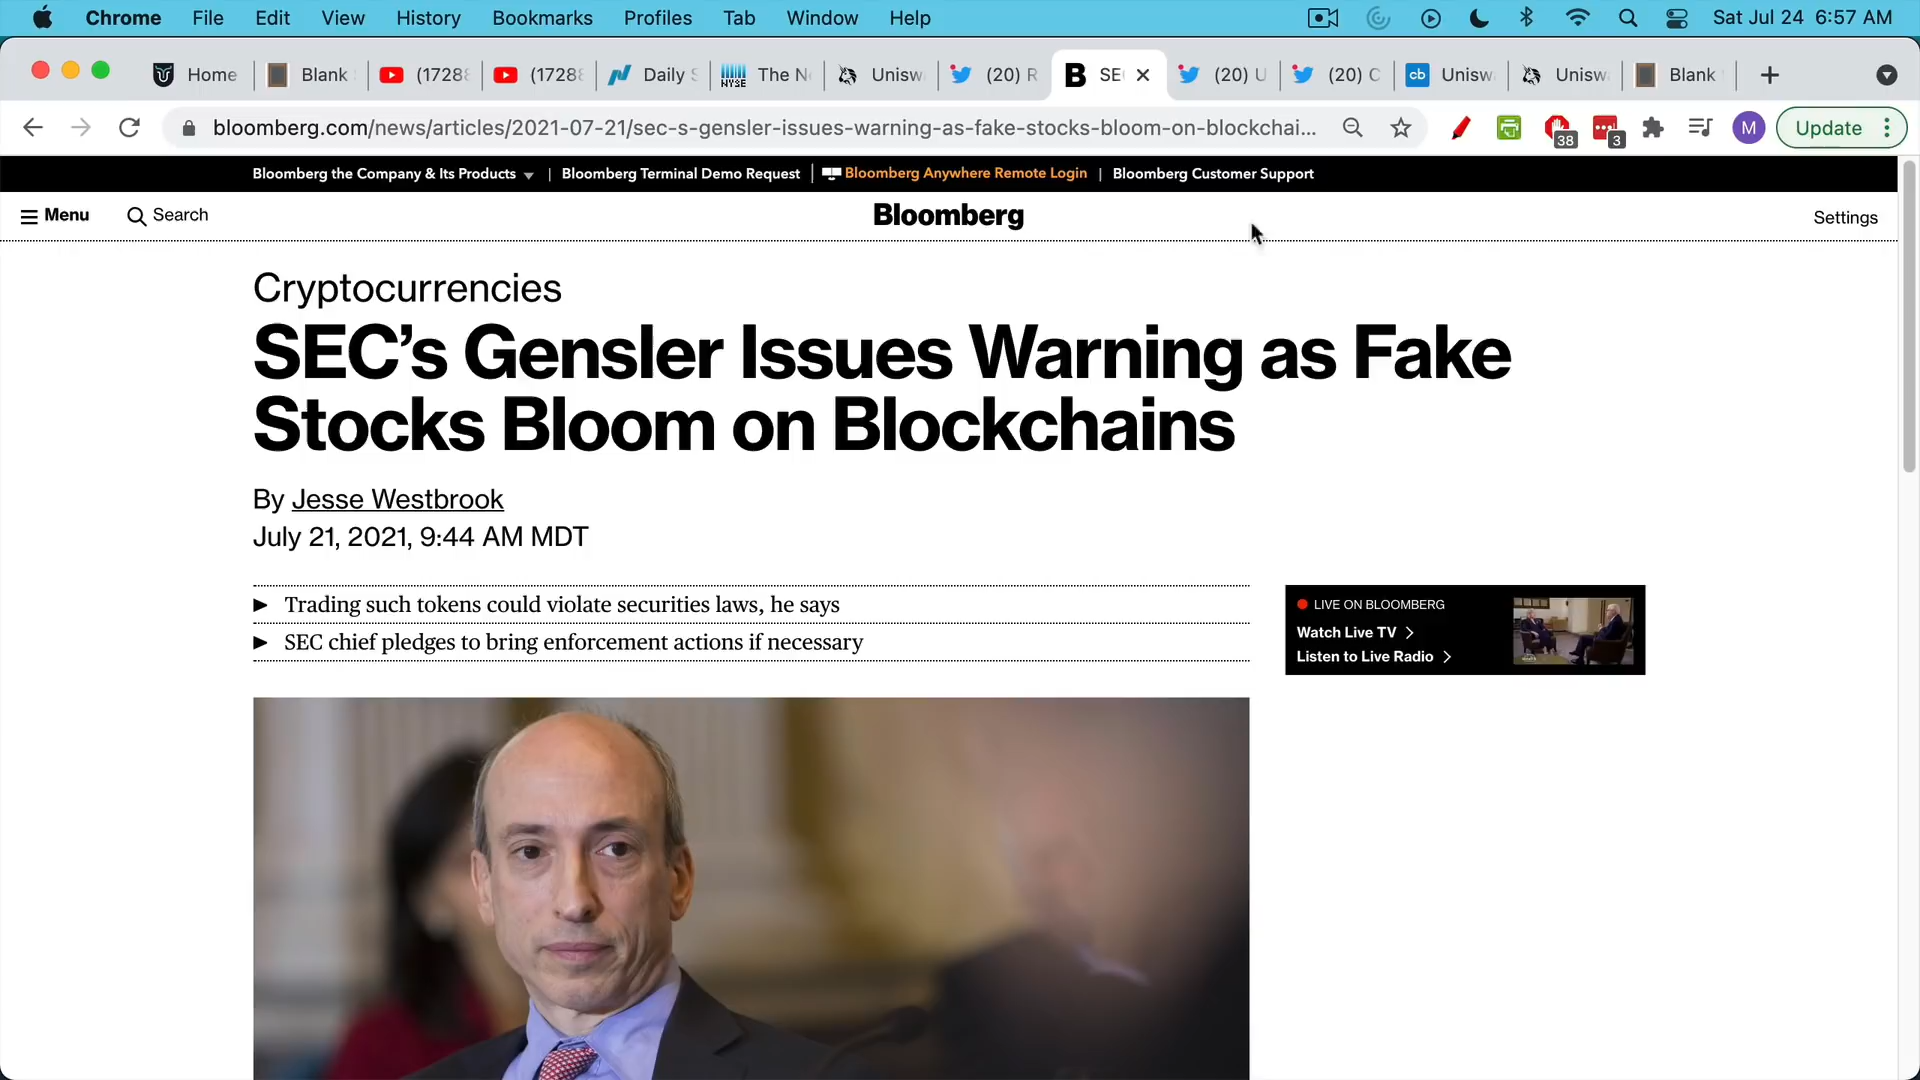 Chrome File Edit View History Bookmarks Profiles Tab Window Help Sat Jul 24 6:57 AM
Home Blank (1728 (1728 Daily The N Unisw (20) R SE (20) U (20) C Unisw Unisw Blank
bloomberg.com/news/articles/2021-07-21/sec-s-gensler-issues-warning-as-fake-stocks-bloom-on-blockchai... 38 3 M Update
Bloomberg the Company & Its Products | Bloomberg Terminal Demo Request | Bloomberg Anywhere Remote Login | Bloomberg Customer Support
Menu Search Bloomberg Settings
Cryptocurrencies
SEC's Gensler Issues Warning as Fake
Stocks Bloom on Blockchains
By Jesse Westbrook
July 21, 2021, 9:44 AM MDT
Trading such tokens could violate securities laws, he says
SEC chief pledges to bring enforcement actions if necessary
LIVE ON BLOOMBERG
Watch Live TV
Listen to Live Radio